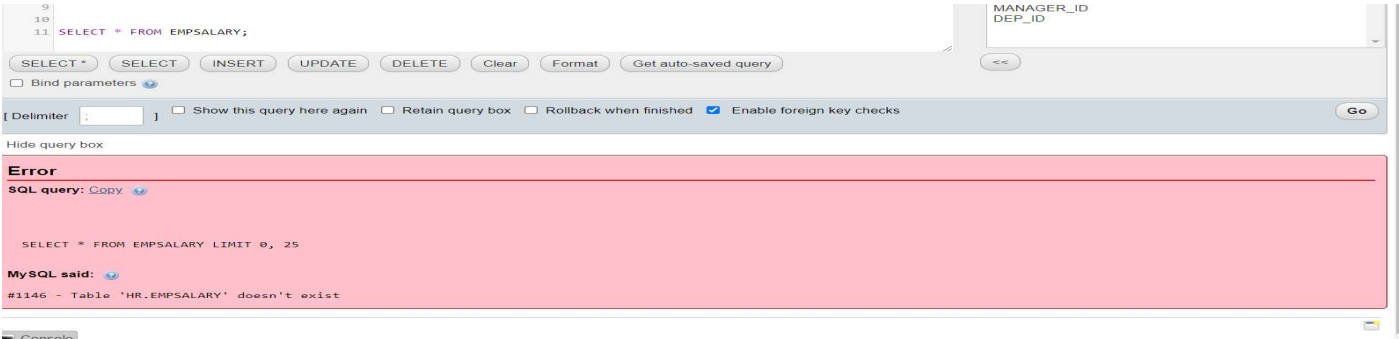 9
10
11 SELECT * FROM EMPSALARY;
MANAGER_ID
DEP_ID
SELECT * SELECT INSERT UPDATE DELETE Clear Format Get auto-saved query <<
Bind parameters
[ Delimiter ; ] Show this query here again Retain query box Rollback when finished Enable foreign key checks Go
Hide query box
Error
SQL query: Copy
SELECT * FROM EMPSALARY LIMIT 0, 25
MySQL said:
#1146 - Table 'HR.EMPSALARY' doesn't exist
Console